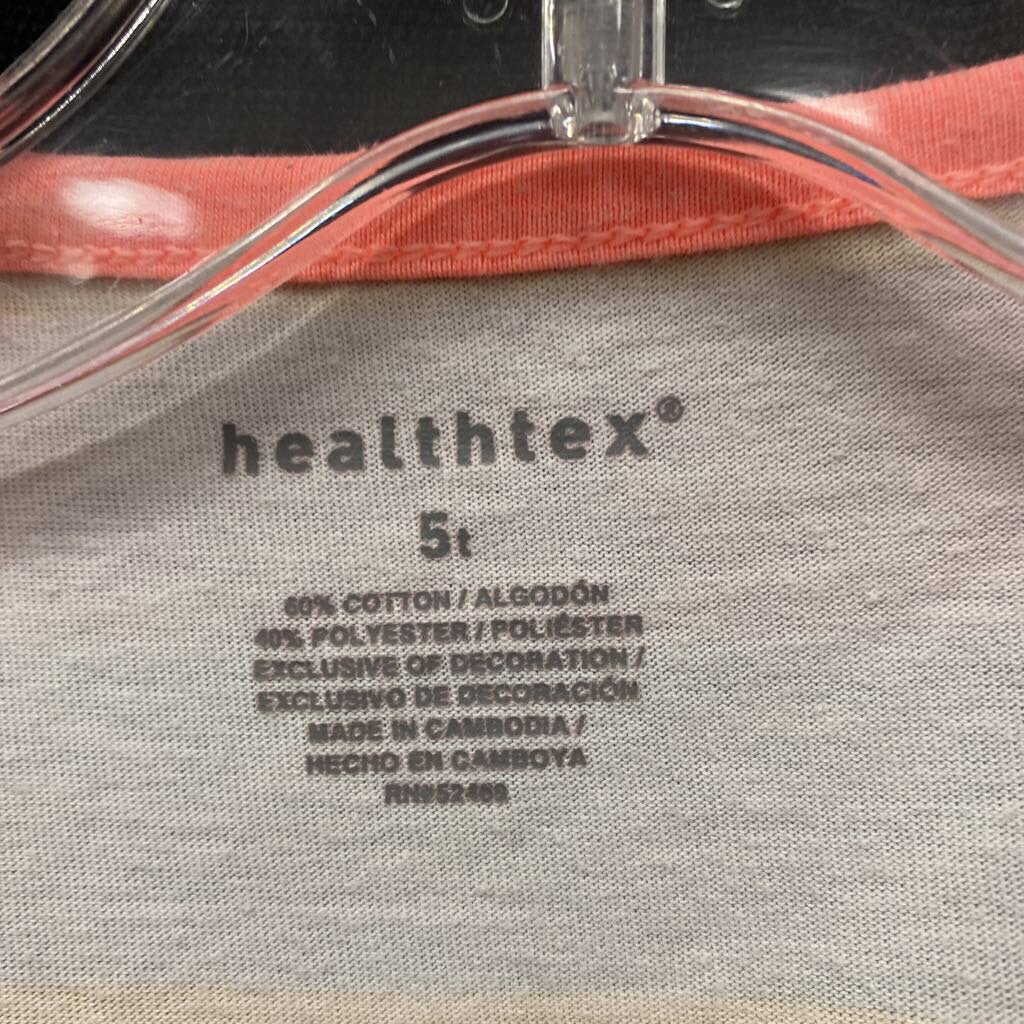 healthtex®
5t
60% COTTON / ALGODÓN
40% POLYESTER / POLIÉSTER
EXCLUSIVE OF DECORATION /
EXCLUSIVO DE DECORACIÓN
MADE IN CAMBODIA /
HECHO EN CAMBOYA
RN#52469